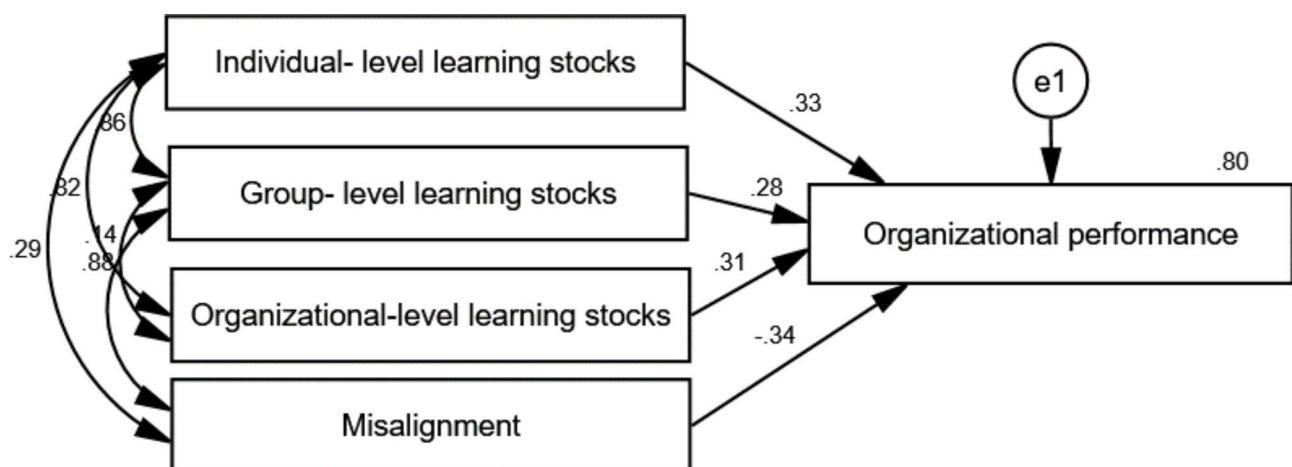 Individual- level learning stocks
e1
.33
.86
.80
Group- level learning stocks
.28
.82
Organizational performance
.14
.29
.88
.31
Organizational-level learning stocks
-.34
Misalignment